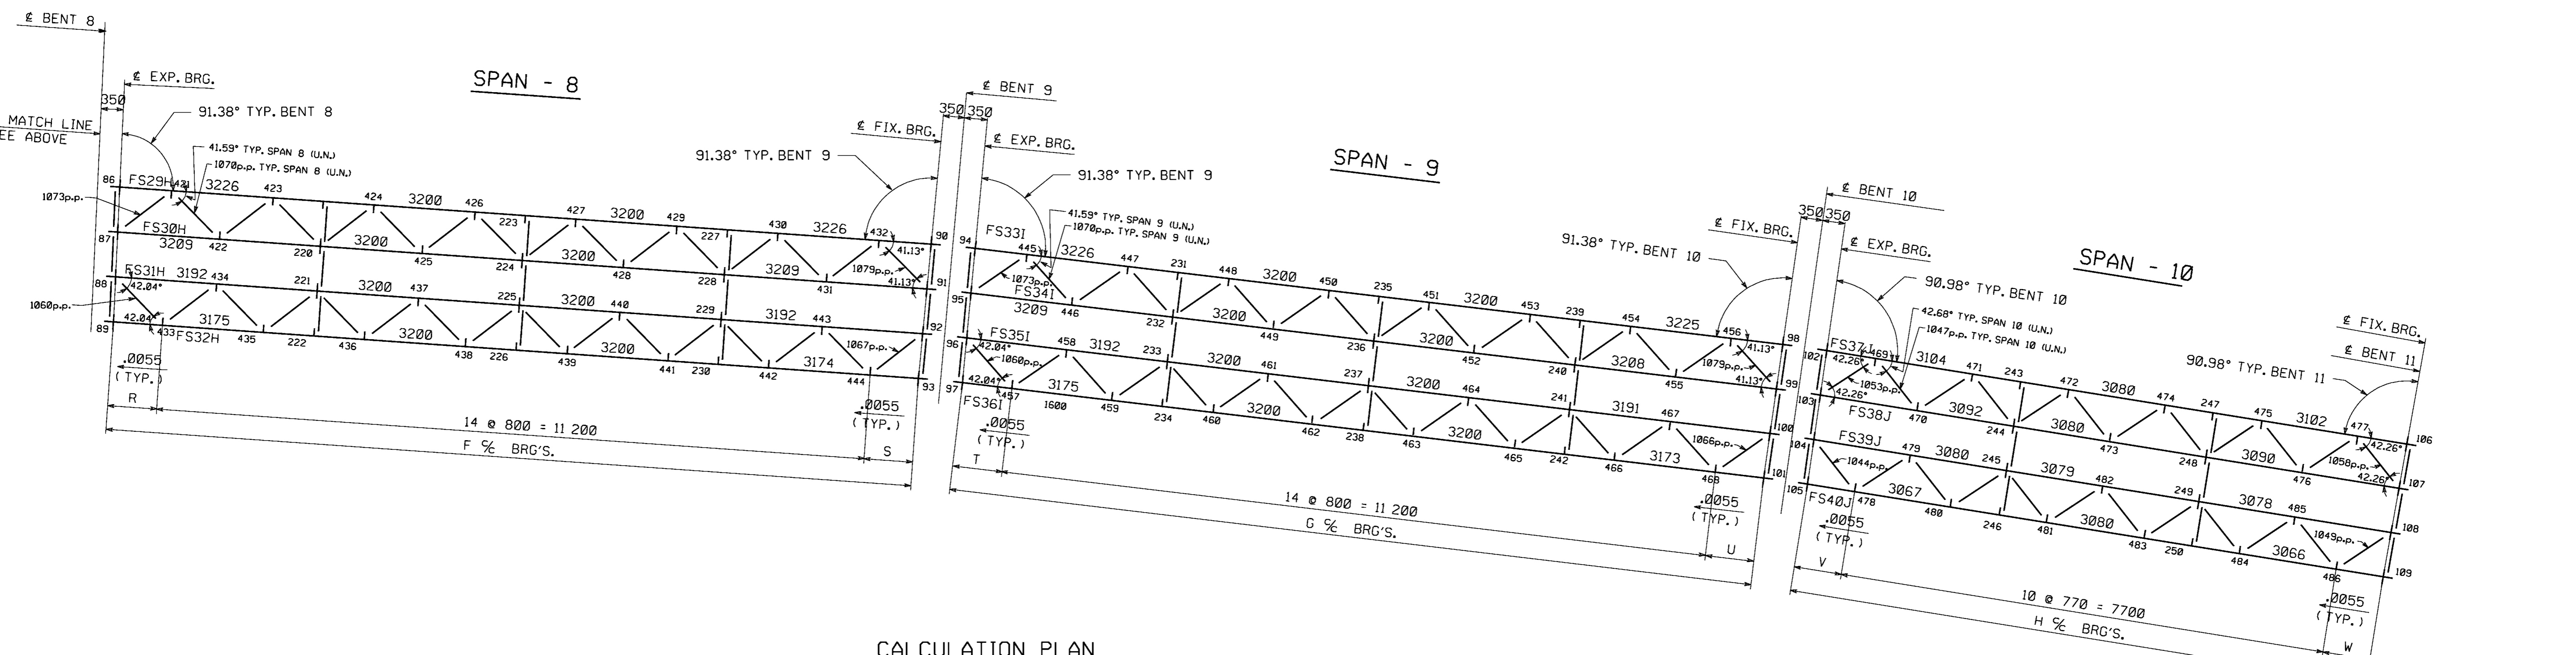 ℄ BENT 8
℄ EXP. BRG.
350
91.38° TYP. BENT 8
MATCH LINE
EE ABOVE
SPAN - 8
41.59° TYP. SPAN 8 (U.N.)
1070p.p. TYP. SPAN 8 (U.N.)
℄ FIX. BRG.
91.38° TYP. BENT 9
86 FS29H 421 3226 423 424 3200 426 223 427 3200 429 227 430 3226 432 90
1073p.p.
41.13°
1079p.p.
41.13°
87 FS30H 3209 422 220 3200 425 224 3200 428 228 3209 431 91
88 FS31H 3192 434 221 3200 437 225 3200 440 229 3192 443 92
42.04°
1060p.p.
42.04°
1067p.p.
89 433 FS32H 3175 435 222 436 3200 438 226 439 3200 441 230 442 3174 444 93
.0055
(TYP.)
R
14 @ 800 = 11 200
.0055
(TYP.)
S
F C/C BRG'S.
350 350
℄ BENT 9
℄ EXP. BRG.
91.38° TYP. BENT 9
SPAN - 9
41.59° TYP. SPAN 9 (U.N.)
1070p.p. TYP. SPAN 9 (U.N.)
℄ FIX. BRG.
91.38° TYP. BENT 10
94 FS33I 445 3226 447 231 448 3200 450 235 451 3200 453 239 454 3225 456 98
1073p.p.
41.13°
1079p.p.
41.13°
95 FS34I 3209 446 232 3200 449 236 3200 452 240 3208 455 99
96 FS35I 458 3192 233 3200 461 237 3200 464 241 3191 467 100
42.04°
1060p.p.
42.04°
1066p.p.
97 FS36I 457 3175 1600 459 234 460 3200 462 238 463 3200 465 242 466 3173 468 101
.0055
(TYP.)
T
14 @ 800 = 11 200
.0055
(TYP.)
U
G C/C BRG'S.
350 350
℄ BENT 10
℄ EXP. BRG.
90.98° TYP. BENT 10
SPAN - 10
42.68° TYP. SPAN 10 (U.N.)
1047p.p. TYP. SPAN 10 (U.N.)
℄ FIX. BRG.
℄ BENT 11
90.98° TYP. BENT 11
102 FS37J 469 3104 471 243 472 3080 474 247 475 3102 477 106
42.26°
1053p.p.
42.26°
42.26°
1058p.p.
42.26°
103 FS38J 470 3092 244 3080 473 248 3090 476 107
104 FS39J 479 3080 245 3079 482 249 3078 485 108
1044p.p.
1049p.p.
105 FS40J 478 3067 480 246 481 3080 483 250 484 3066 486 109
.0055
(TYP.)
V
10 @ 770 = 7700
.0055
(TYP.)
W
H C/C BRG'S.
CALCULATION PLAN